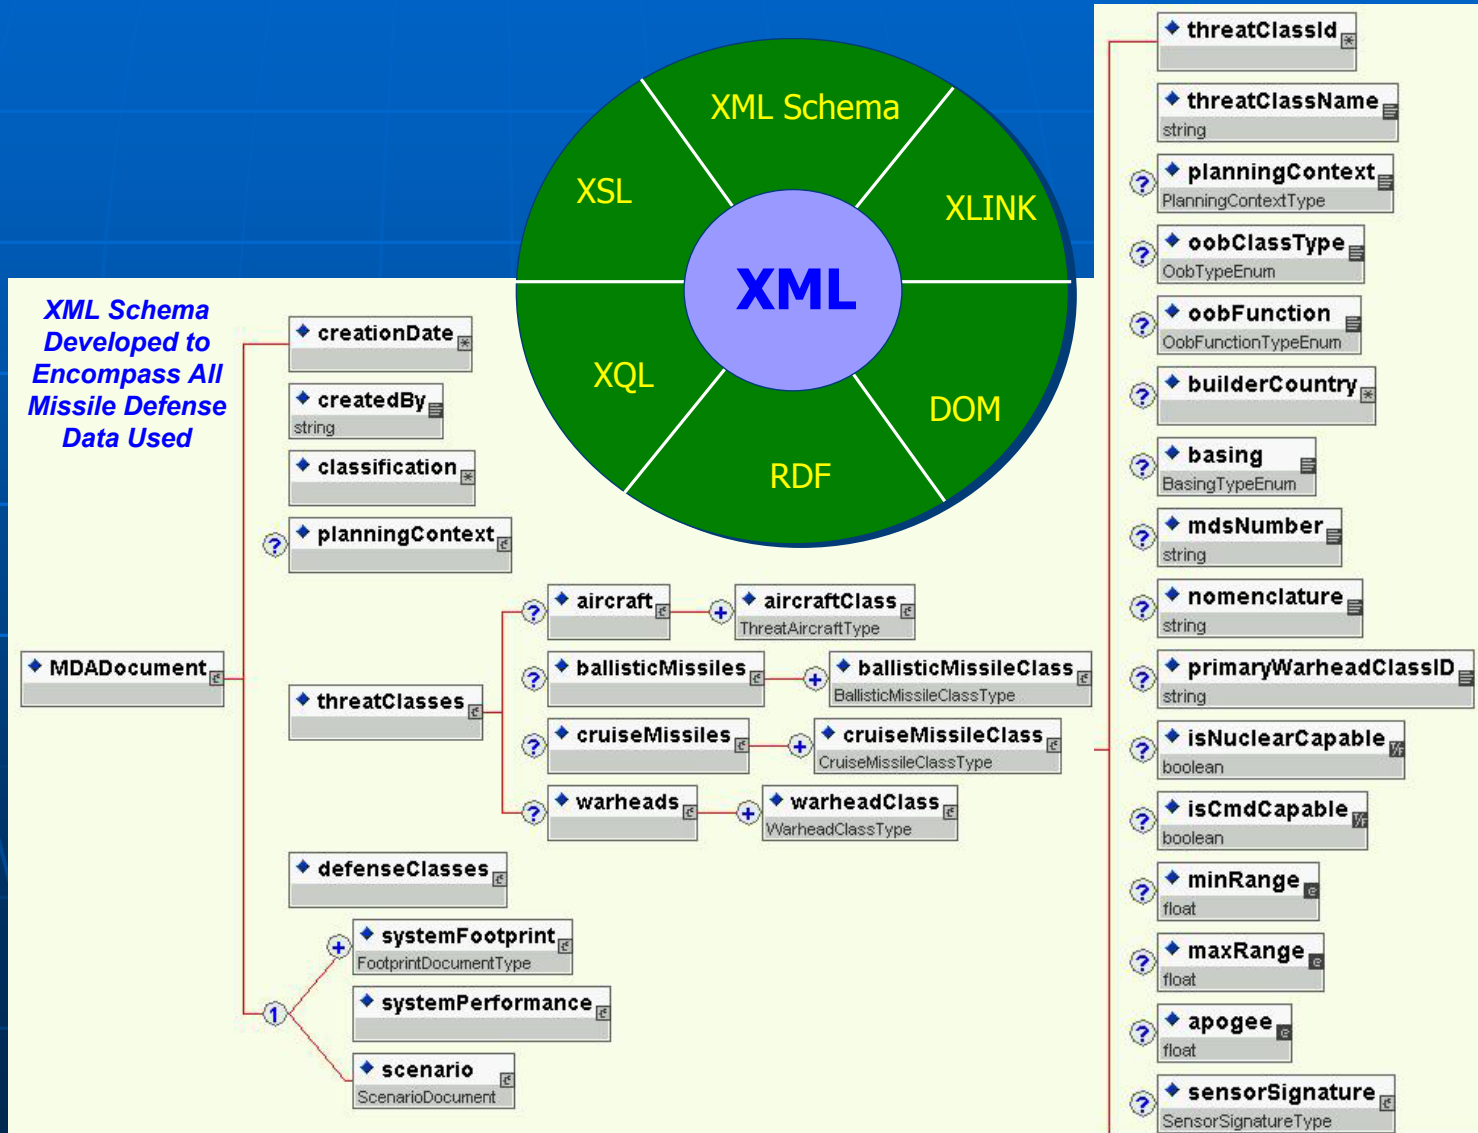 XML Schema
XSL
XLINK
XML
XQL
DOM
RDF
XML Schema
Developed to
Encompass All
Missile Defense
Data Used
MDADocument
creationDate
createdBy
string
classification
? planningContext
threatClasses
? aircraft
+ aircraftClass
ThreatAircraftType
? ballisticMissiles
+ ballisticMissileClass
BallisticMissileClassType
? cruiseMissiles
+ cruiseMissileClass
CruiseMissileClassType
? warheads
+ warheadClass
WarheadClassType
defenseClasses
1
+ systemFootprint
FootprintDocumentType
systemPerformance
scenario
ScenarioDocument
threatClassId
threatClassName
string
? planningContext
PlanningContextType
? oobClassType
OobTypeEnum
? oobFunction
OobFunctionTypeEnum
? builderCountry
? basing
BasingTypeEnum
? mdsNumber
string
? nomenclature
string
? primaryWarheadClassID
string
? isNuclearCapable
boolean
? isCmdCapable
boolean
? minRange
float
? maxRange
float
? apogee
float
? sensorSignature
SensorSignatureType